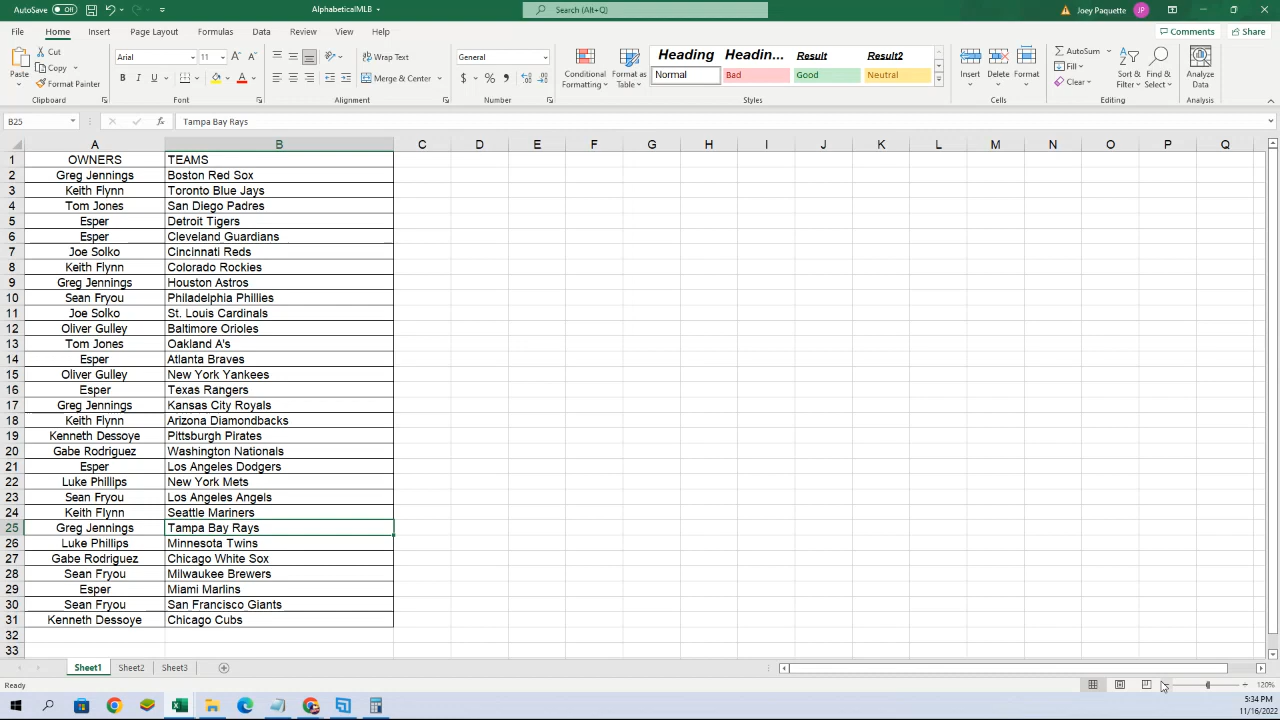 AutoSave Off AlphabeticalMLB Search (Alt+Q) Joey Paquette JP
File Home Insert Page Layout Formulas Data Review View Help Comments Share
Paste Cut Copy Format Painter Clipboard
Arial 11 B I U A Font
Wrap Text Merge & Center Alignment
General $ % , Number
Conditional Formatting Format as Table Heading Headin... Result Result2 Normal Bad Good Neutral Styles
Insert Delete Format Cells
AutoSum Fill Clear Sort & Filter Find & Select Editing
Analyze Data Analysis
B25 fx Tampa Bay Rays
A B C D E F G H I J K L M N O P Q
1 OWNERS TEAMS
2 Greg Jennings Boston Red Sox
3 Keith Flynn Toronto Blue Jays
4 Tom Jones San Diego Padres
5 Esper Detroit Tigers
6 Esper Cleveland Guardians
7 Joe Solko Cincinnati Reds
8 Keith Flynn Colorado Rockies
9 Greg Jennings Houston Astros
10 Sean Fryou Philadelphia Phillies
11 Joe Solko St. Louis Cardinals
12 Oliver Gulley Baltimore Orioles
13 Tom Jones Oakland A's
14 Esper Atlanta Braves
15 Oliver Gulley New York Yankees
16 Esper Texas Rangers
17 Greg Jennings Kansas City Royals
18 Keith Flynn Arizona Diamondbacks
19 Kenneth Dessoye Pittsburgh Pirates
20 Gabe Rodriguez Washington Nationals
21 Esper Los Angeles Dodgers
22 Luke Phillips New York Mets
23 Sean Fryou Los Angeles Angels
24 Keith Flynn Seattle Mariners
25 Greg Jennings Tampa Bay Rays
26 Luke Phillips Minnesota Twins
27 Gabe Rodriguez Chicago White Sox
28 Sean Fryou Milwaukee Brewers
29 Esper Miami Marlins
30 Sean Fryou San Francisco Giants
31 Kenneth Dessoye Chicago Cubs
32
33
Sheet1 Sheet2 Sheet3
Ready 120%
5:34 PM
11/16/2022